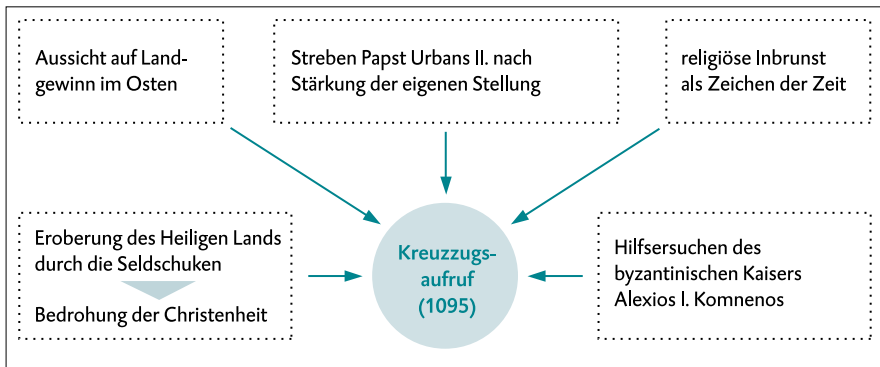 Aussicht auf Land-
gewinn im Osten
Streben Papst Urbans II. nach
Stärkung der eigenen Stellung
religiöse Inbrunst
als Zeichen der Zeit
Eroberung des Heiligen Lands
durch die Seldschuken
Bedrohung der Christenheit
Kreuzzugs-
aufruf
(1095)
Hilfsersuchen des
byzantinischen Kaisers
Alexios I. Komnenos